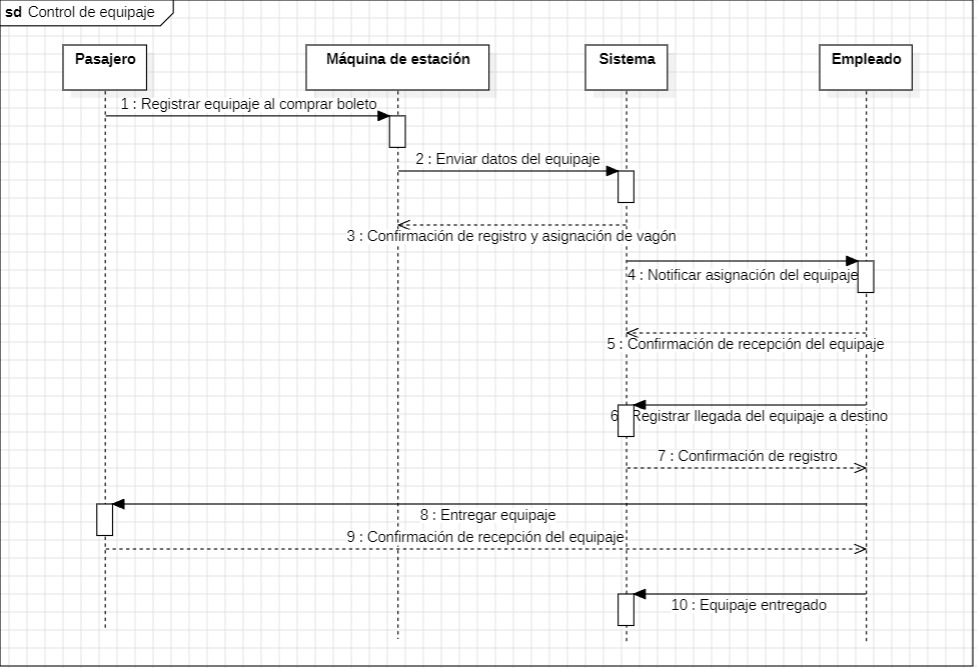 sd Control de equipaje
Pasajero
Máquina de estación
Sistema
Empleado
1 : Registrar equipaje al comprar boleto
2 : Enviar datos del equipaje
3 : Confirmación de registro y asignación de vagón
4 : Notificar asignación del equipaje
5 : Confirmación de recepción del equipaje
6 : Registrar llegada del equipaje a destino
7 : Confirmación de registro
8 : Entregar equipaje
9 : Confirmación de recepción del equipaje
10 : Equipaje entregado